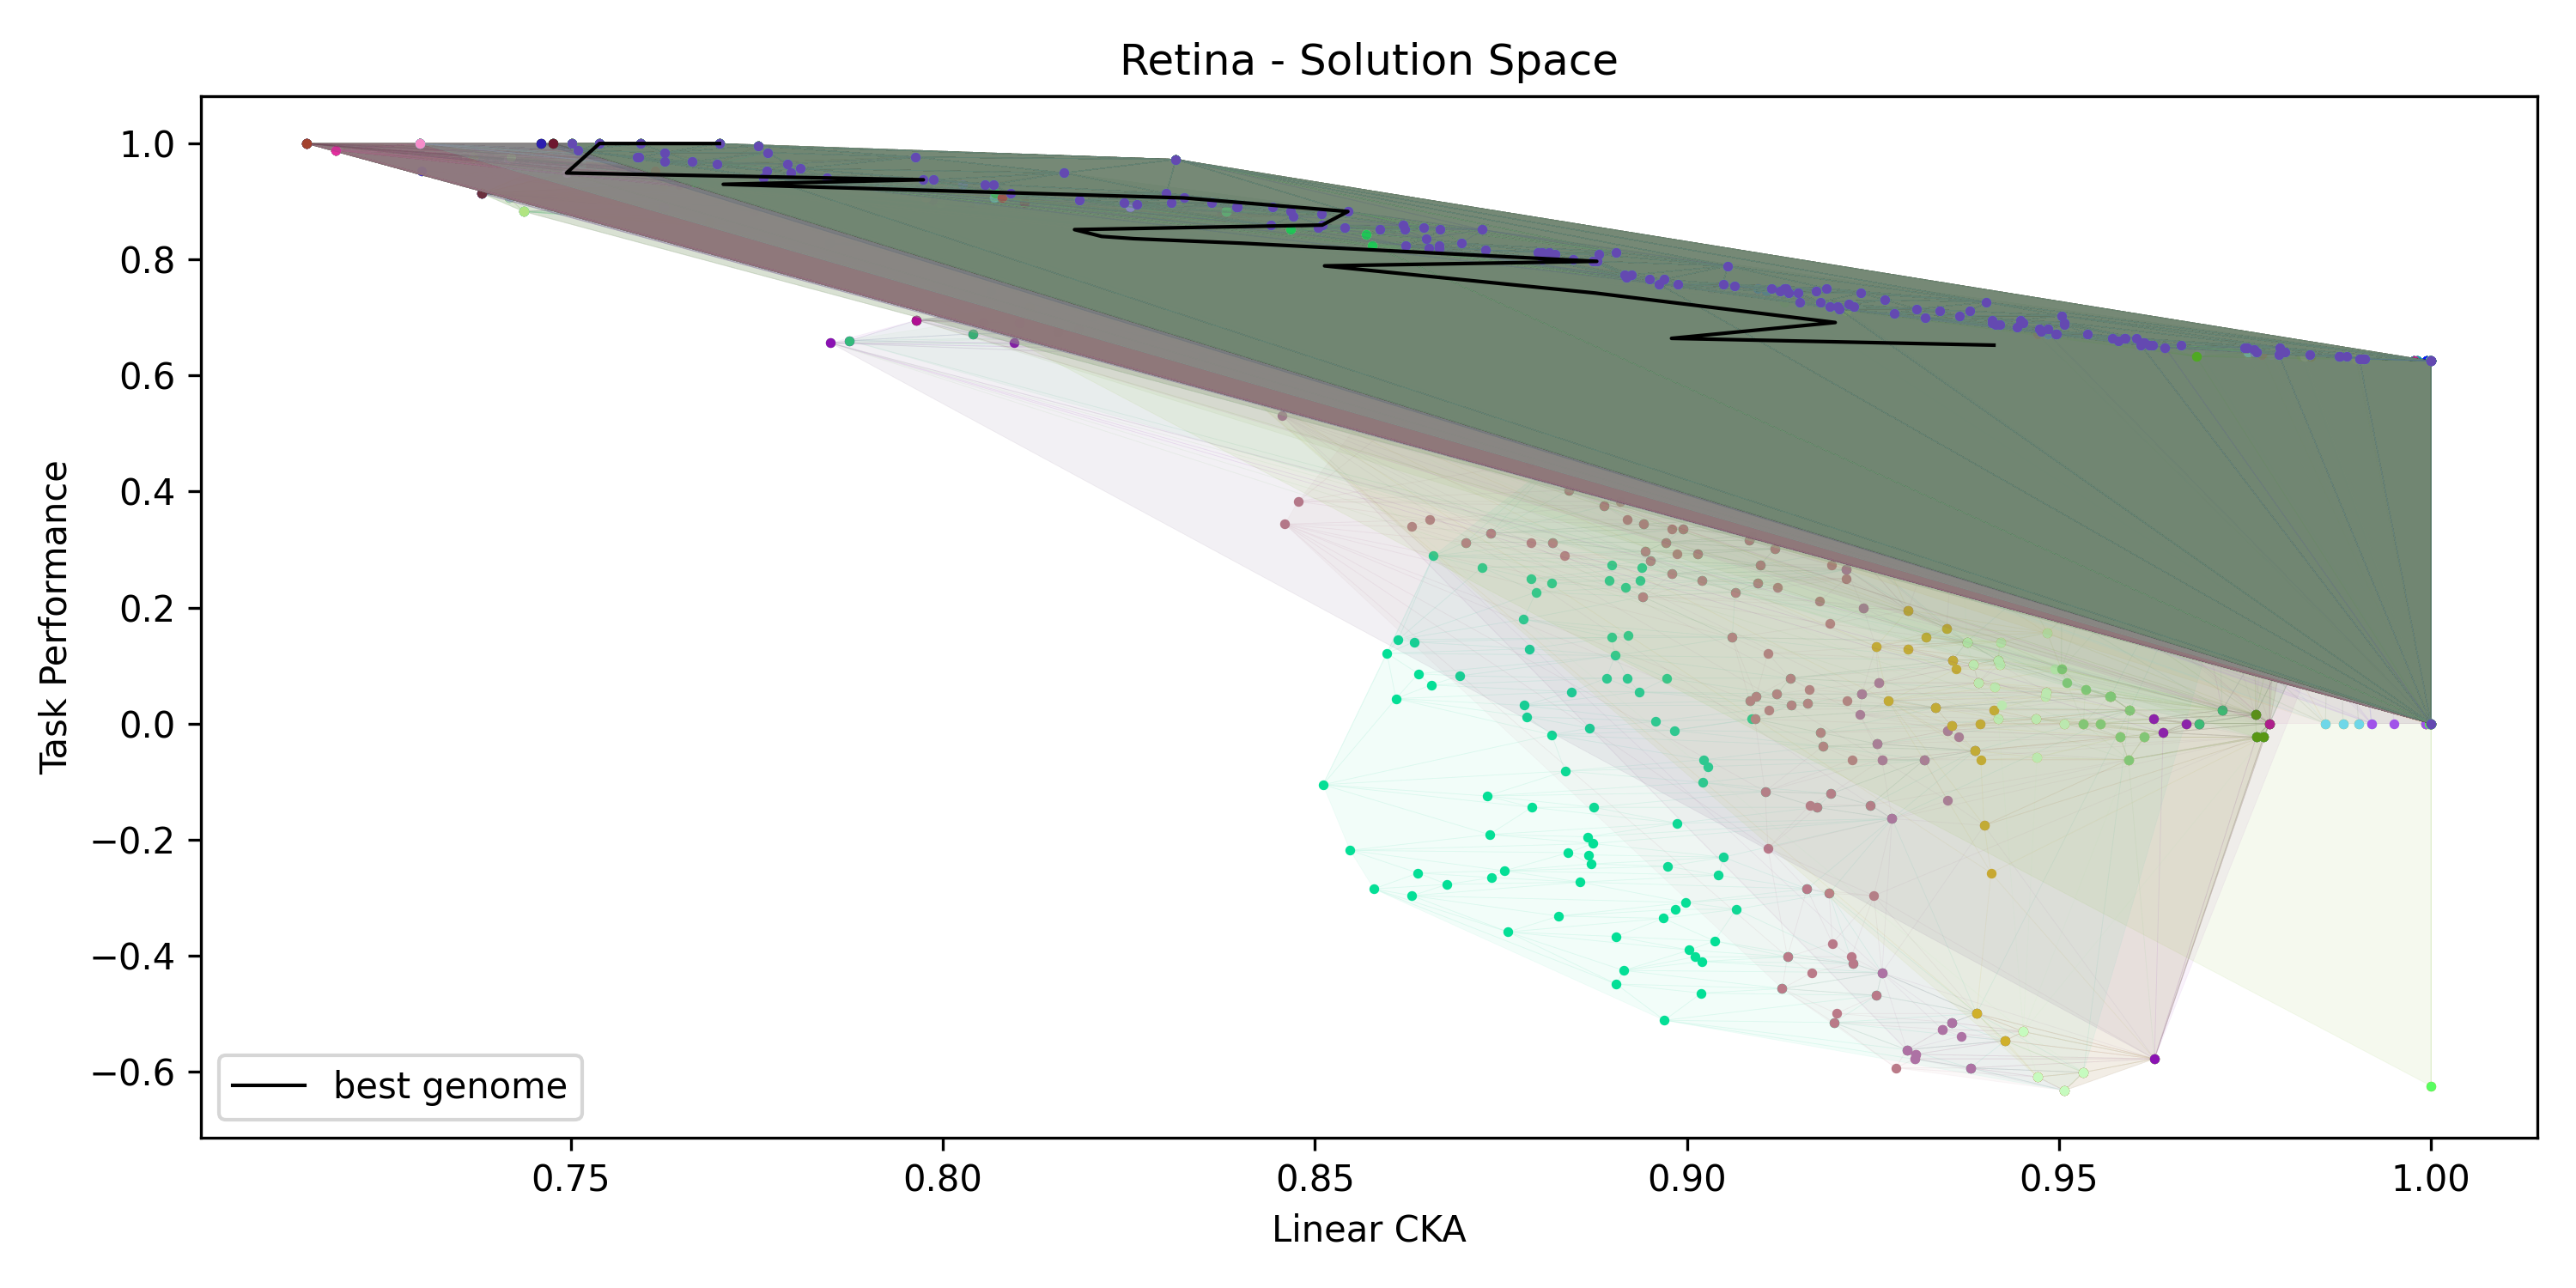 Retina - Solution Space
Task Performance
1.0
0.8
0.6
0.4
0.2
0.0
−0.2
−0.4
−0.6
best genome
0.75 0.80 0.85 0.90 0.95 1.00
Linear CKA